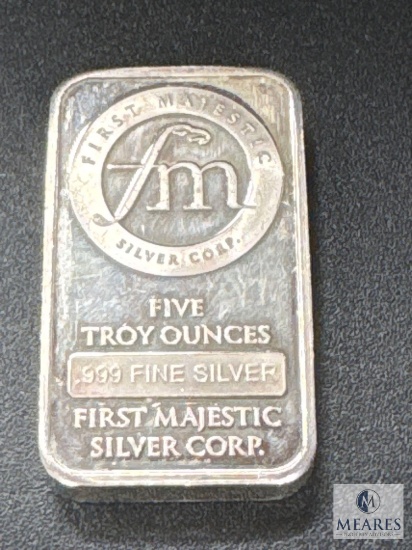 FIRST MAJESTIC
fm
SILVER CORP.
FIVE
TROY OUNCES
.999 FINE SILVER
FIRST MAJESTIC
SILVER CORP.
M
MEARES